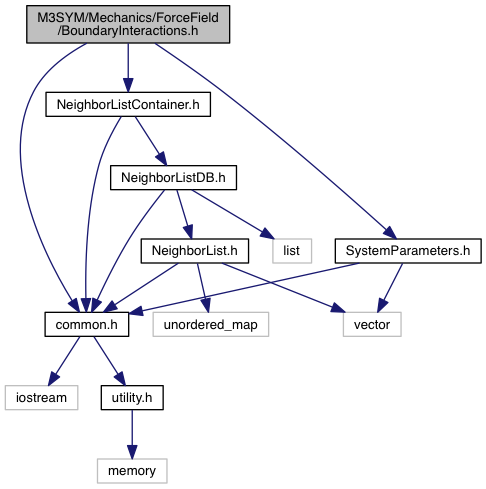 M3SYM/Mechanics/ForceField
/BoundaryInteractions.h
NeighborListContainer.h
NeighborListDB.h
NeighborList.h
list
SystemParameters.h
common.h
unordered_map
vector
iostream
utility.h
memory